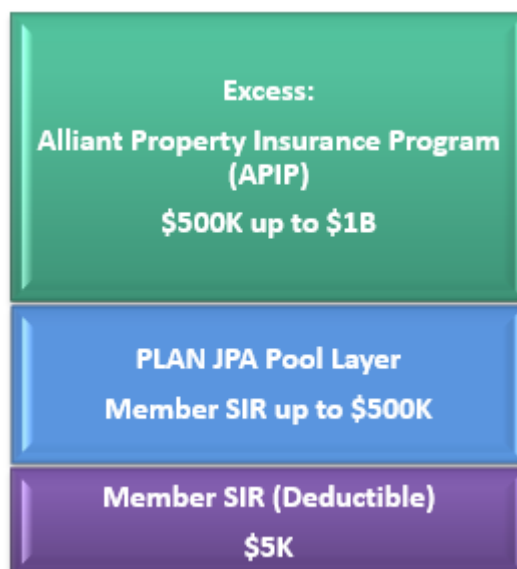 Excess:
Alliant Property Insurance Program
(APIP)
$500K up to $1B
PLAN JPA Pool Layer
Member SIR up to $500K
Member SIR (Deductible)
$5K